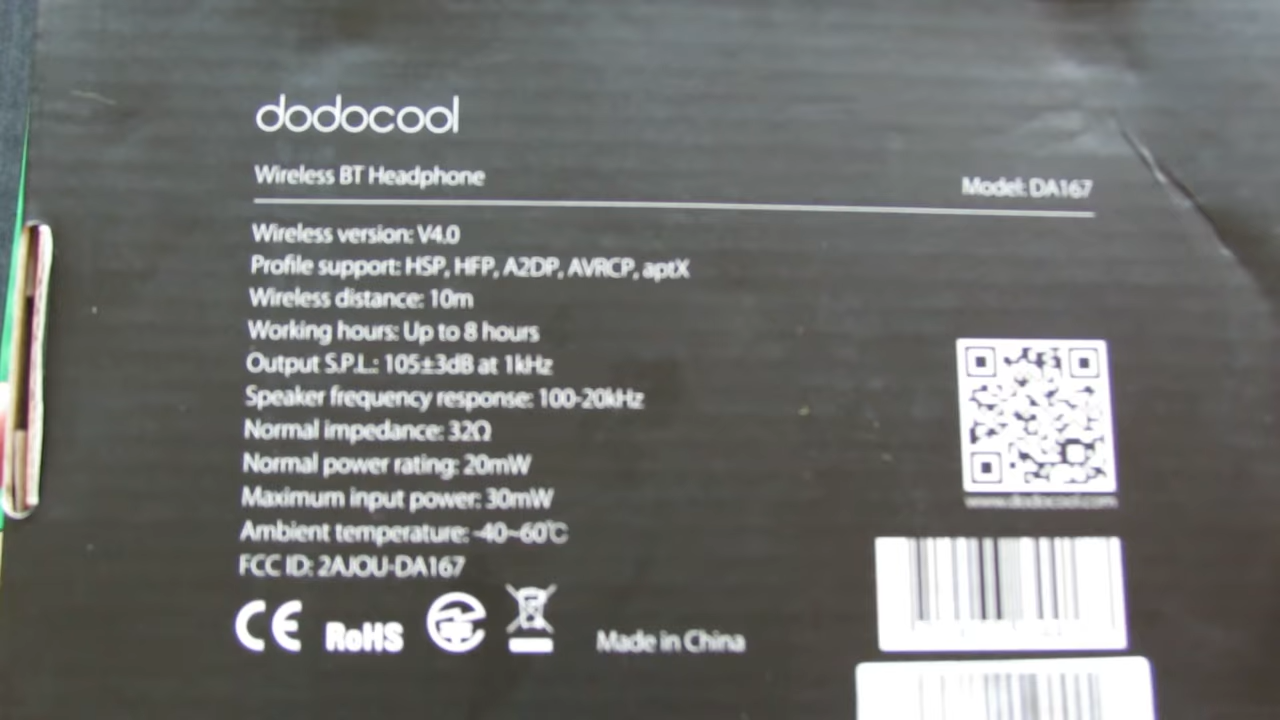 dodocool
Wireless BT Headphone
Model: DA167
Wireless version: V4.0
Profile support: HSP, HFP, A2DP, AVRCP, aptX
Wireless distance: 10m
Working hours: Up to 8 hours
Output S.P.L.: 105±3dB at 1kHz
Speaker frequency response: 100-20kHz
Normal impedance: 32Ω
Normal power rating: 20mW
Maximum input power: 30mW
Ambient temperature: -40~60℃
FCC ID: 2AJOU-DA167
www.dodocool.com
CE RoHS
Made in China